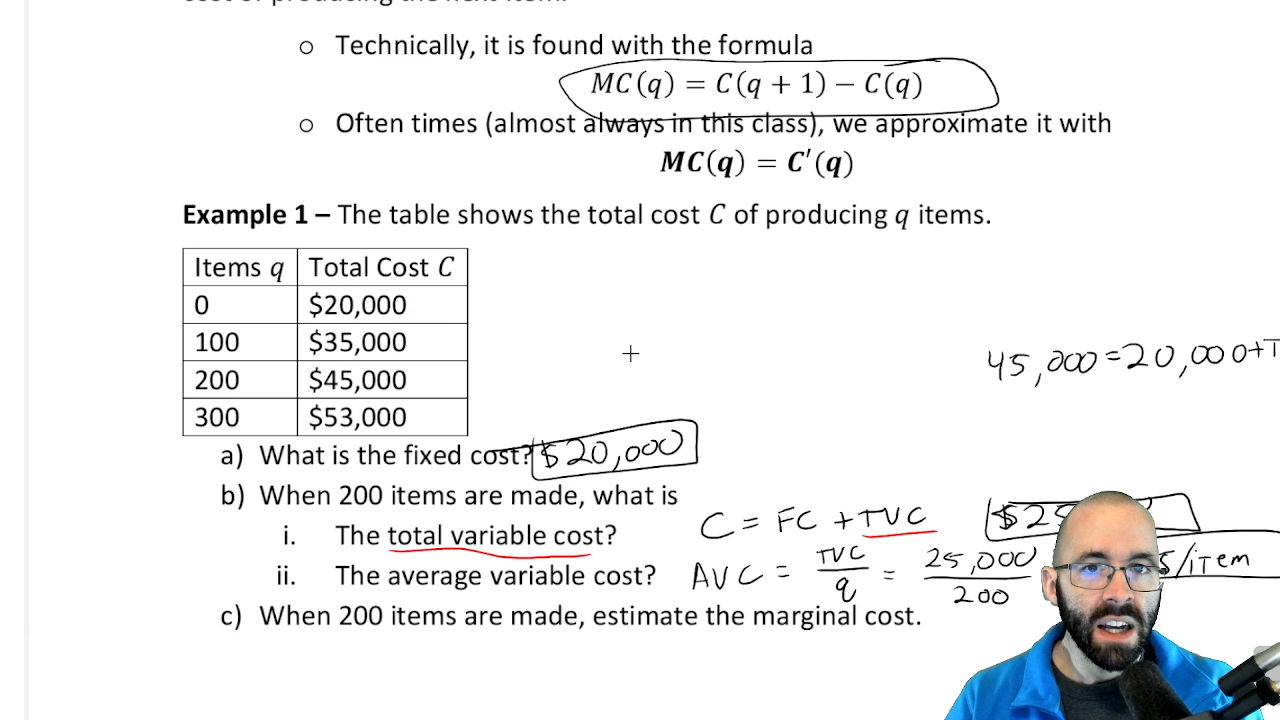 ○ Technically, it is found with the formula
MC(q) = C(q + 1) − C(q)
○ Often times (almost always in this class), we approximate it with
MC(q) = C′(q)
Example 1 – The table shows the total cost C of producing q items.
Items q Total Cost C
0 $20,000
100 $35,000
200 $45,000
300 $53,000
45,000 = 20,000 + T
a) What is the fixed cost? $20,000
b) When 200 items are made, what is
i. The total variable cost? C = FC + TVC $25
ii. The average variable cost? AVC = TVC/q = 25,000/200 $/item
c) When 200 items are made, estimate the marginal cost.